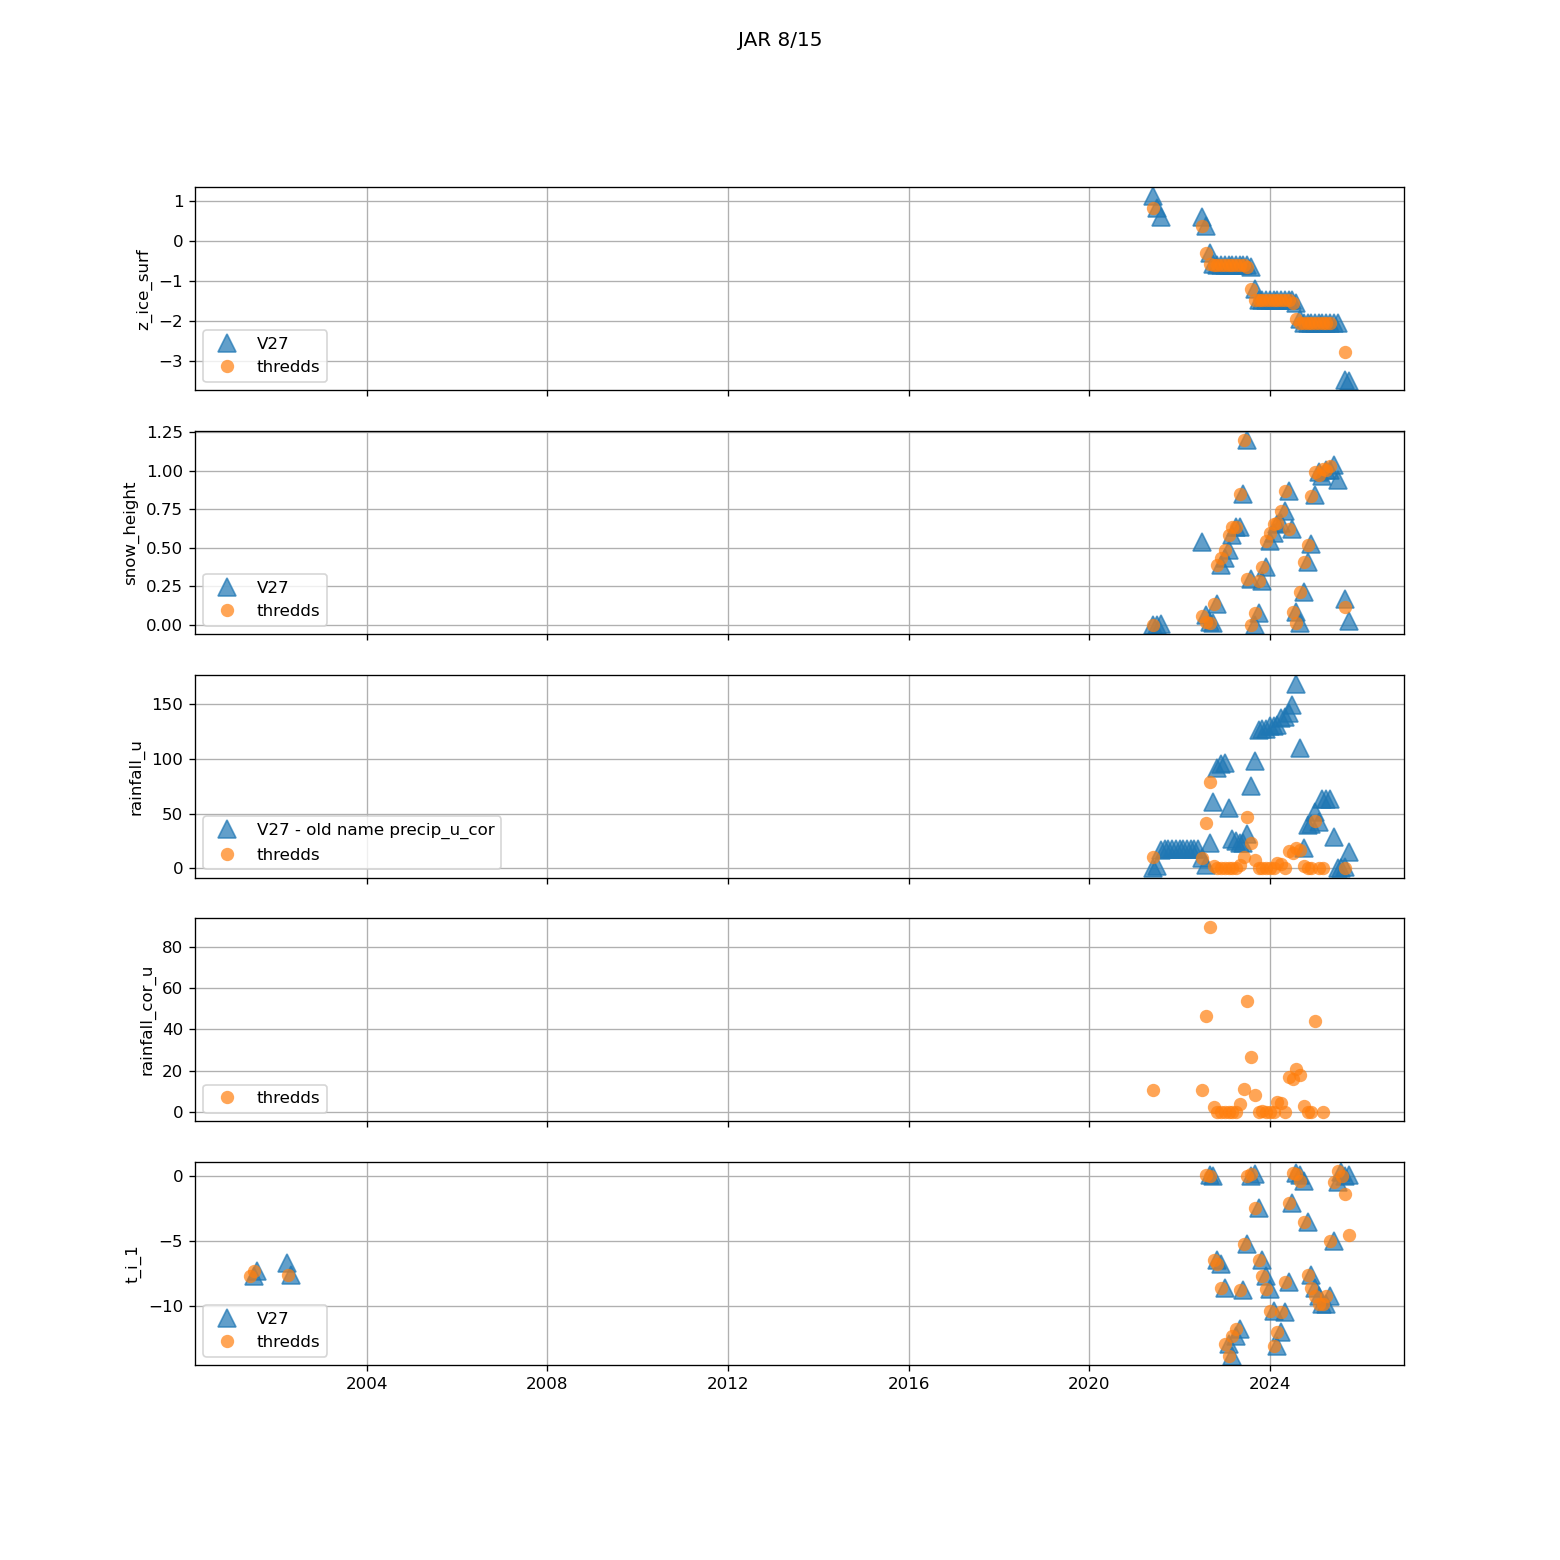 JAR 8/15
1
0
−1
−2
−3
z_ice_surf
V27
thredds
1.25
1.00
0.75
0.50
0.25
0.00
snow_height
V27
thredds
150
100
50
0
rainfall_u
V27 - old name precip_u_cor
thredds
80
60
40
20
0
rainfall_cor_u
thredds
0
−5
−10
t_i_1
V27
thredds
2004 2008 2012 2016 2020 2024